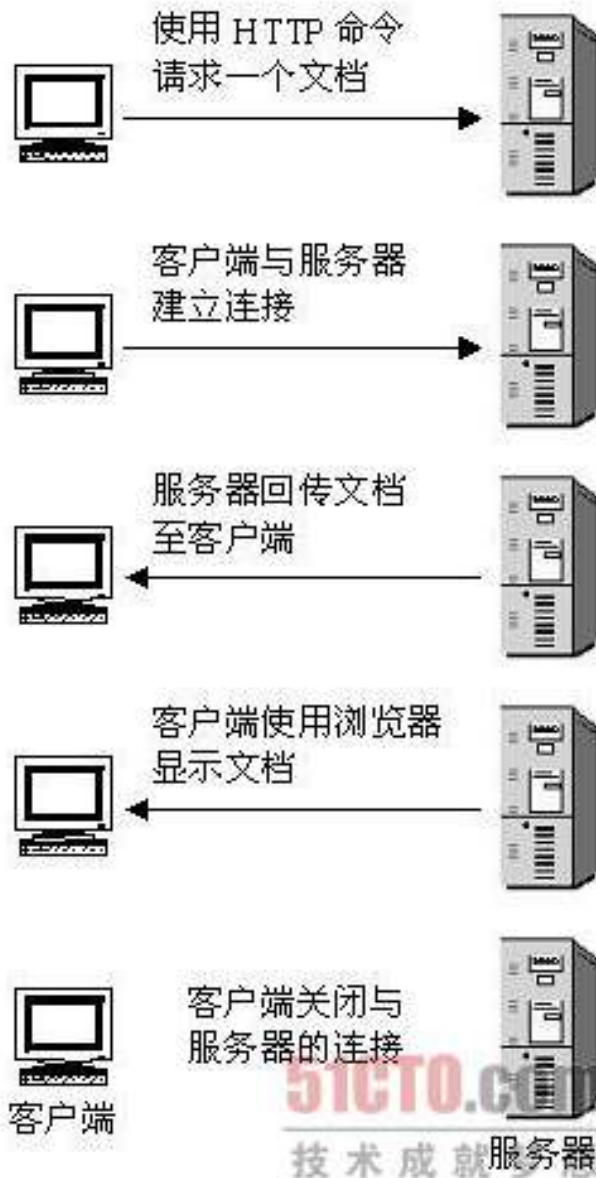 使用 HTTP 命令
请求一个文档
客户端与服务器
建立连接
服务器回传文档
至客户端
客户端使用浏览器
显示文档
客户端关闭与
服务器的连接
51CTO.com
客户端
技术成就
服务器